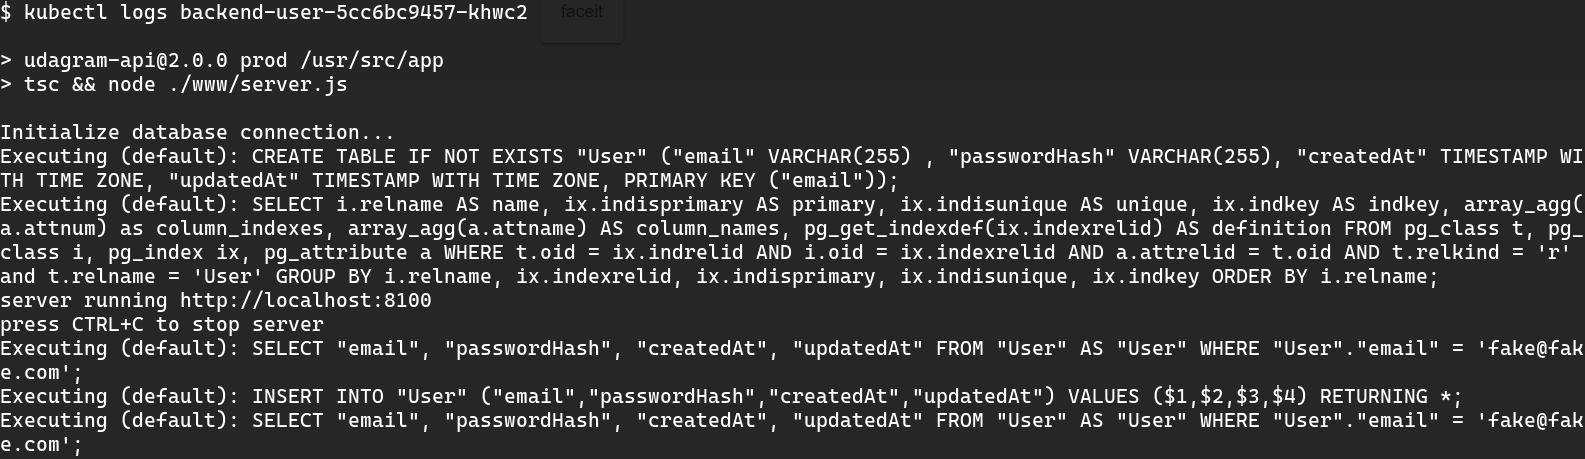 $ kubectl logs backend-user-5cc6bc9457-khwc2
faceit
> udagram-api@2.0.0 prod /usr/src/app
> tsc && node ./www/server.js
Initialize database connection...
Executing (default): CREATE TABLE IF NOT EXISTS "User" ("email" VARCHAR(255) , "passwordHash" VARCHAR(255), "createdAt" TIMESTAMP WI
TH TIME ZONE, "updatedAt" TIMESTAMP WITH TIME ZONE, PRIMARY KEY ("email"));
Executing (default): SELECT i.relname AS name, ix.indisprimary AS primary, ix.indisunique AS unique, ix.indkey AS indkey, array_agg(
a.attnum) as column_indexes, array_agg(a.attname) AS column_names, pg_get_indexdef(ix.indexrelid) AS definition FROM pg_class t, pg_
class i, pg_index ix, pg_attribute a WHERE t.oid = ix.indrelid AND i.oid = ix.indexrelid AND a.attrelid = t.oid AND t.relkind = 'r'
and t.relname = 'User' GROUP BY i.relname, ix.indexrelid, ix.indisprimary, ix.indisunique, ix.indkey ORDER BY i.relname;
server running http://localhost:8100
press CTRL+C to stop server
Executing (default): SELECT "email", "passwordHash", "createdAt", "updatedAt" FROM "User" AS "User" WHERE "User"."email" = 'fake@fak
e.com';
Executing (default): INSERT INTO "User" ("email","passwordHash","createdAt","updatedAt") VALUES ($1,$2,$3,$4) RETURNING *;
Executing (default): SELECT "email", "passwordHash", "createdAt", "updatedAt" FROM "User" AS "User" WHERE "User"."email" = 'fake@fak
e.com';